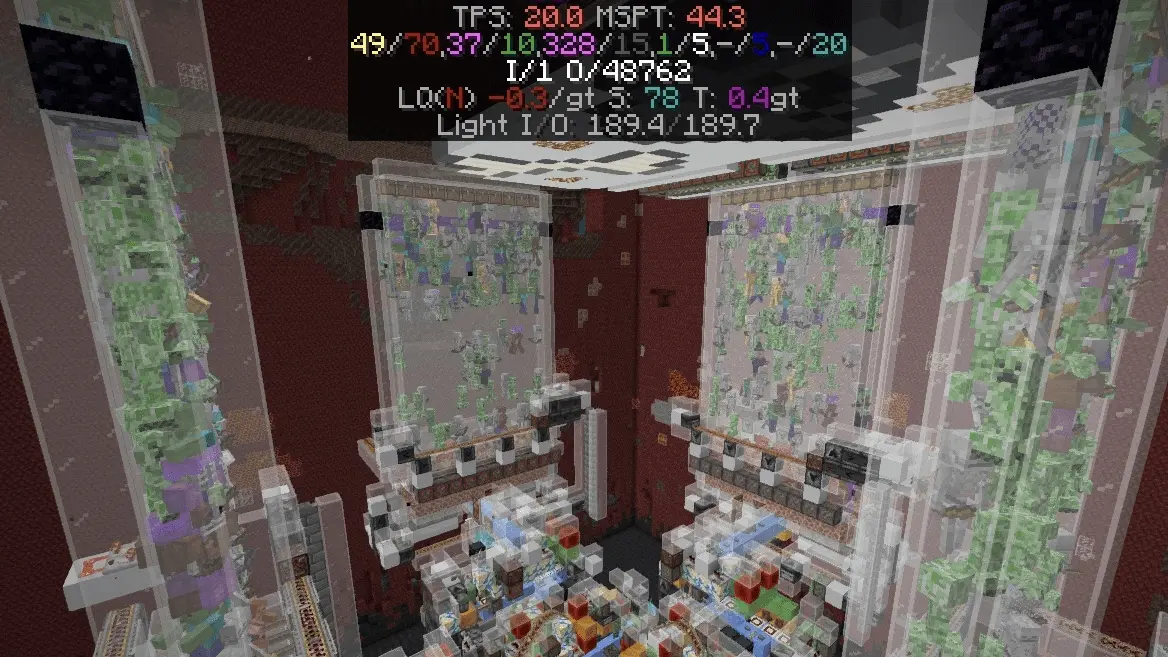 TPS: 20.0 MSPT: 44.3
49/70,37/10,328/15,1/5,-/5,-/20
I/1 O/48762
LO(N) -0.3/gt S: 78 T: 0.4gt
Light I/O: 189.4/189.7